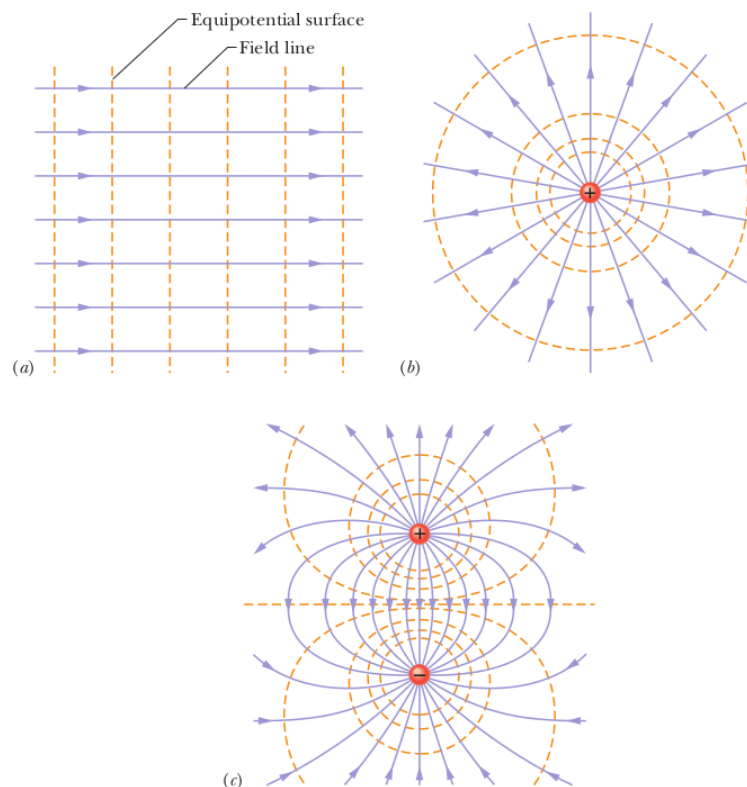 Equipotential surface
Field line
(a)
+
(b)
+
−
(c)